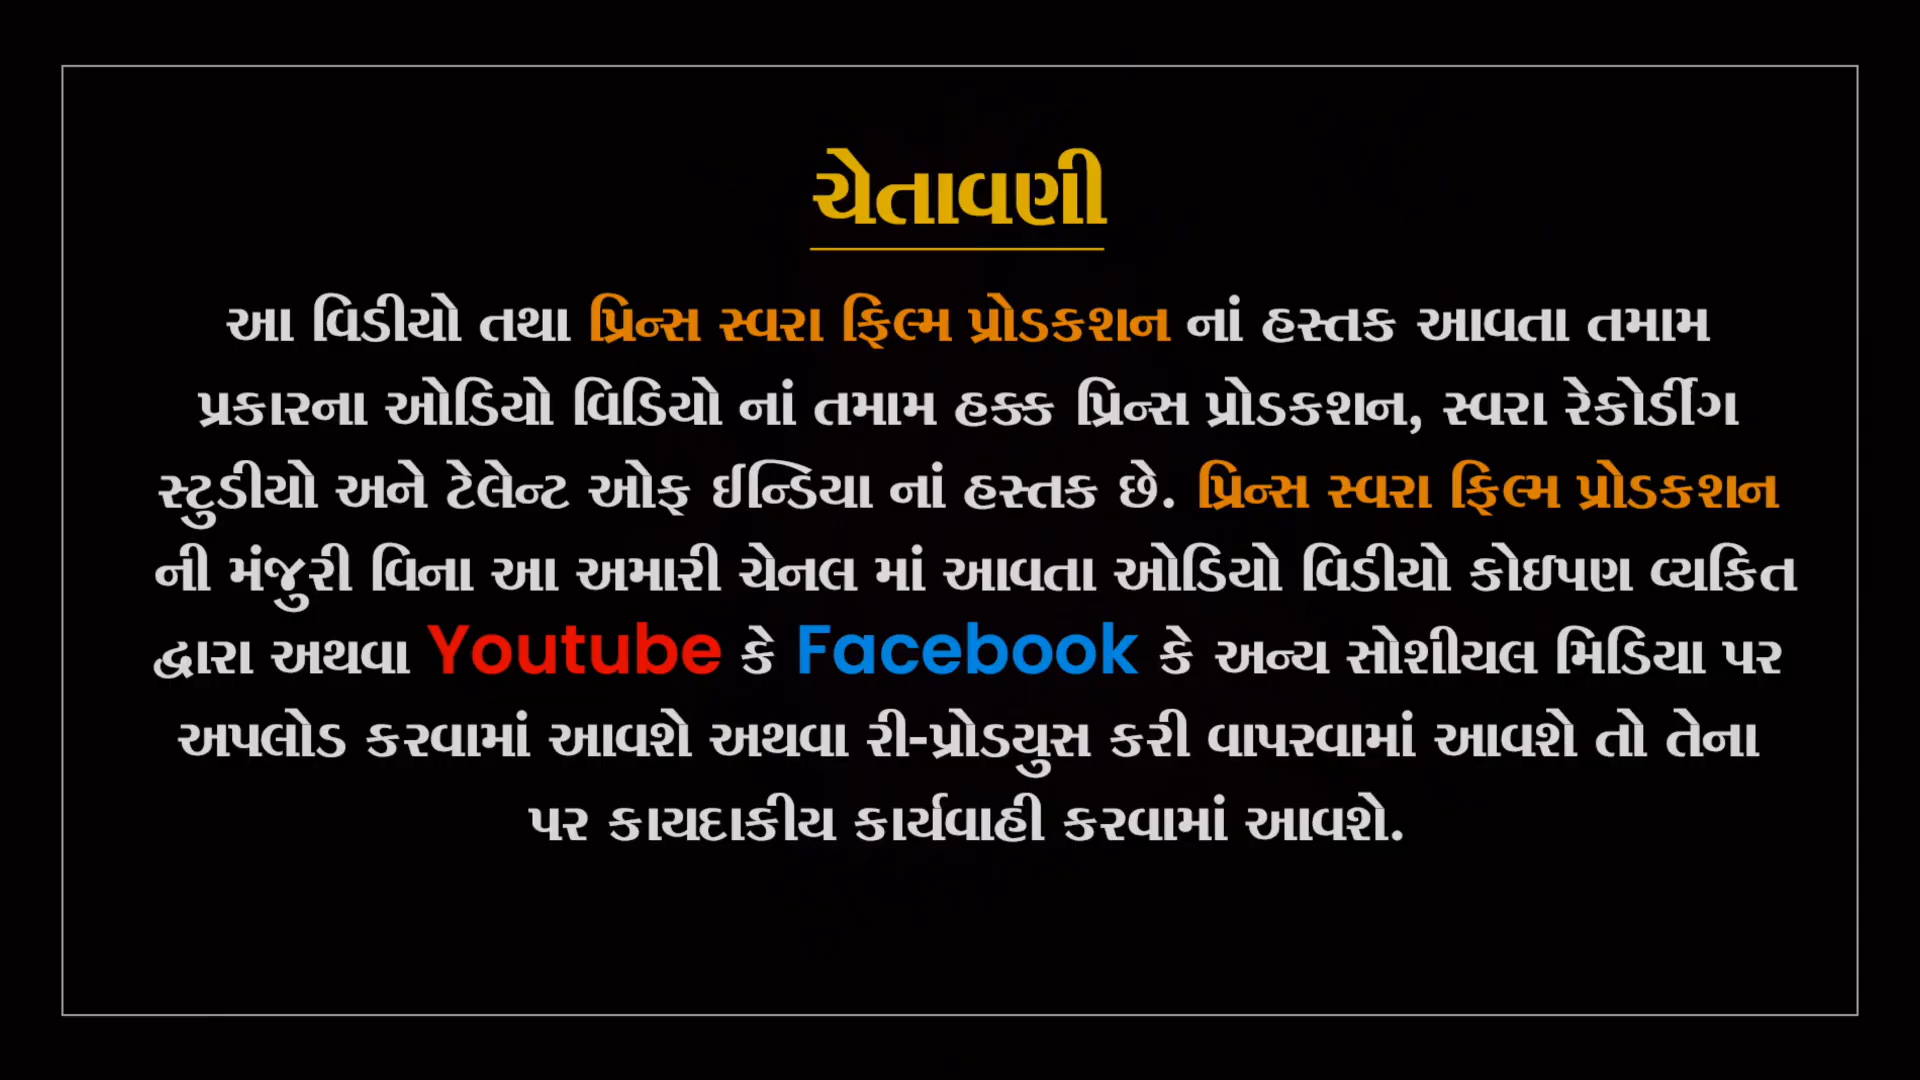 ચેતાવણી
આ વિડીયો તથા પ્રિન્સ સ્વરા ફિલ્મ પ્રોડકશન નાં હસ્તક આવતા તમામ
પ્રકારના ઓડિયો વિડિયો નાં તમામ હક્ક પ્રિન્સ પ્રોડકશન, સ્વરા રેકોર્ડીંગ
સ્ટુડીયો અને ટેલેન્ટ ઓફ ઈન્ડિયા નાં હસ્તક છે. પ્રિન્સ સ્વરા ફિલ્મ પ્રોડકશન
ની મંજુરી વિના આ અમારી ચેનલ માં આવતા ઓડિયો વિડીયો કોઇપણ વ્યકિત
દ્વારા અથવા Youtube કે Facebook કે અન્ય સોશીયલ મિડિયા પર
અપલોડ કરવામાં આવશે અથવા રી-પ્રોડયુસ કરી વાપરવામાં આવશે તો તેના
પર કાયદાકીય કાર્યવાહી કરવામાં આવશે.